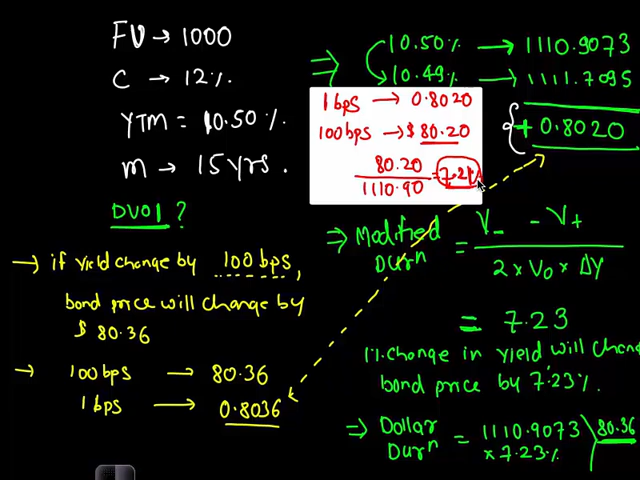 FV → 1000
C → 12%.
YTM = 10.50 %.
m → 15 yrs.
DV01 ?
→ if yield change by 100 bps,
bond price will change by
$ 80.36
→ 100 bps → 80.36
1 bps → 0.8036
⇒ 10.50 % → 1110.9073
10.49 % → 1111.7095
+ 0.8020
1 bps → 0.8020
100 bps → $ 80.20
80.20
1110.90
⇒ Modified Durⁿ = V₋ - V₊
2 × V₀ × ΔY
= 7.23
1%. change in yield will chan
bond price by 7.23 %.
⇒ Dollar Durⁿ = 1110.9073
× 7.23 %
80.36